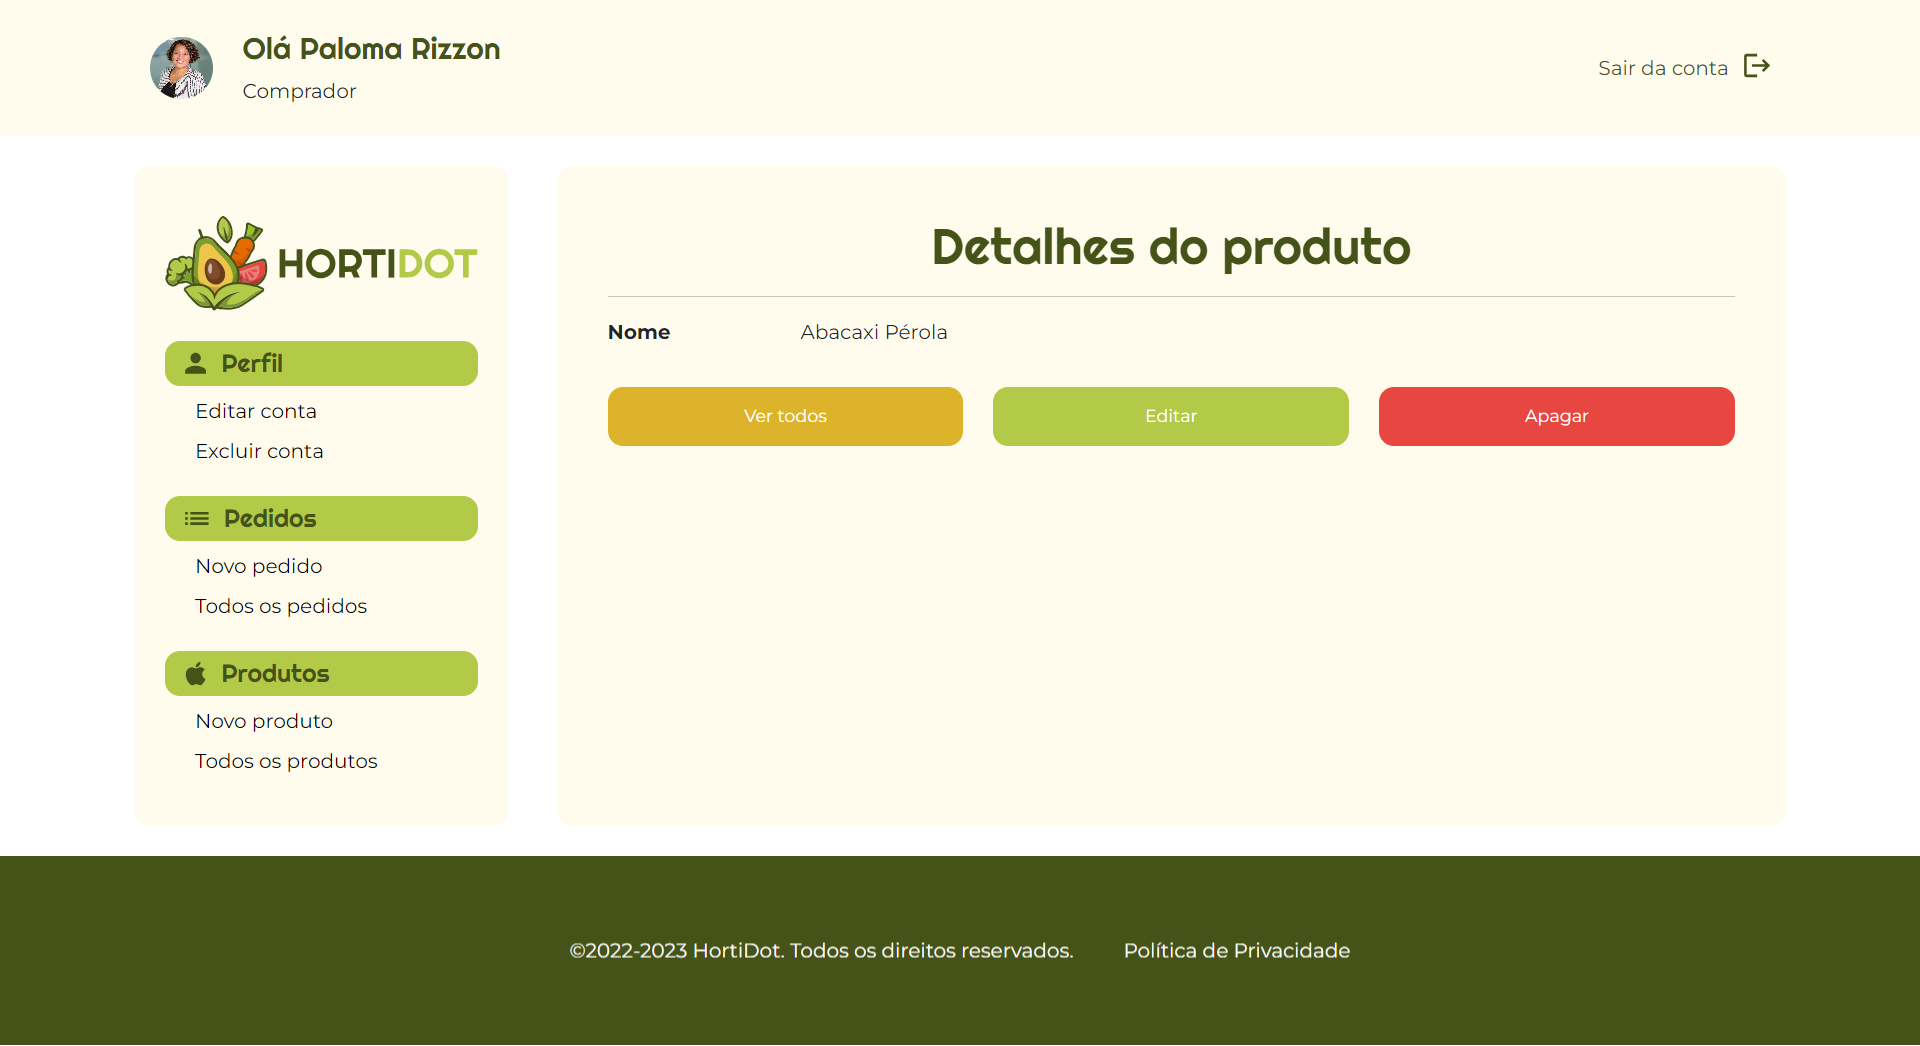 Olá Paloma Rizzon
Comprador
Sair da conta
HORTIDOT
Perfil
Editar conta
Excluir conta
Pedidos
Novo pedido
Todos os pedidos
Produtos
Novo produto
Todos os produtos
Detalhes do produto
Nome Abacaxi Pérola
Ver todos Editar Apagar
©2022-2023 HortiDot. Todos os direitos reservados. Política de Privacidade